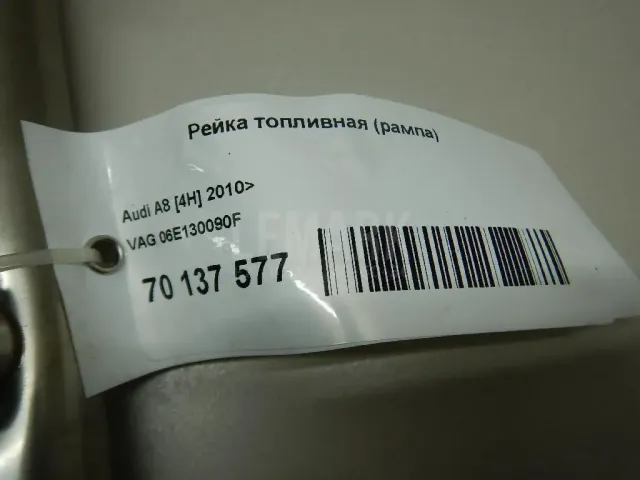 Рейка топливная (рампа)
Audi A8 [4H] 2010>
VAG 06E130090F
70 137 577